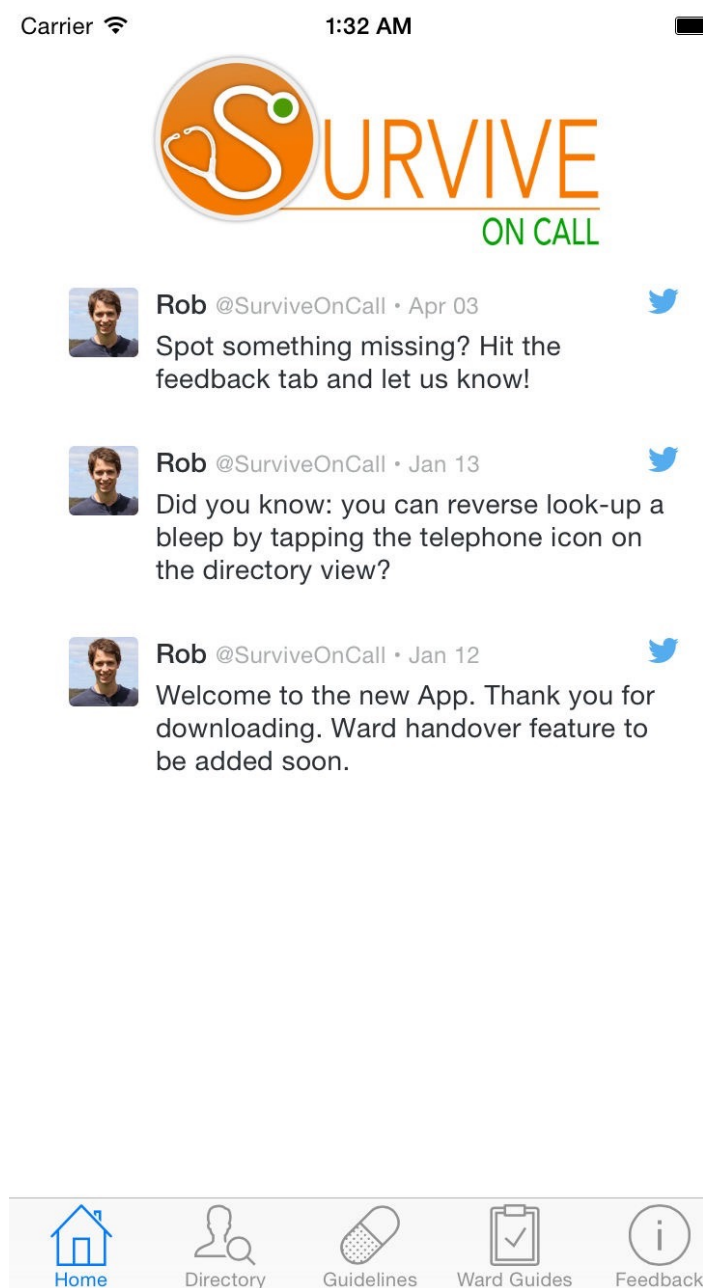 Carrier 1:32 AM
SURVIVE
ON CALL
Rob @SurviveOnCall • Apr 03
Spot something missing? Hit the
feedback tab and let us know!
Rob @SurviveOnCall • Jan 13
Did you know: you can reverse look-up a
bleep by tapping the telephone icon on
the directory view?
Rob @SurviveOnCall • Jan 12
Welcome to the new App. Thank you for
downloading. Ward handover feature to
be added soon.
Home Directory Guidelines Ward Guides Feedback